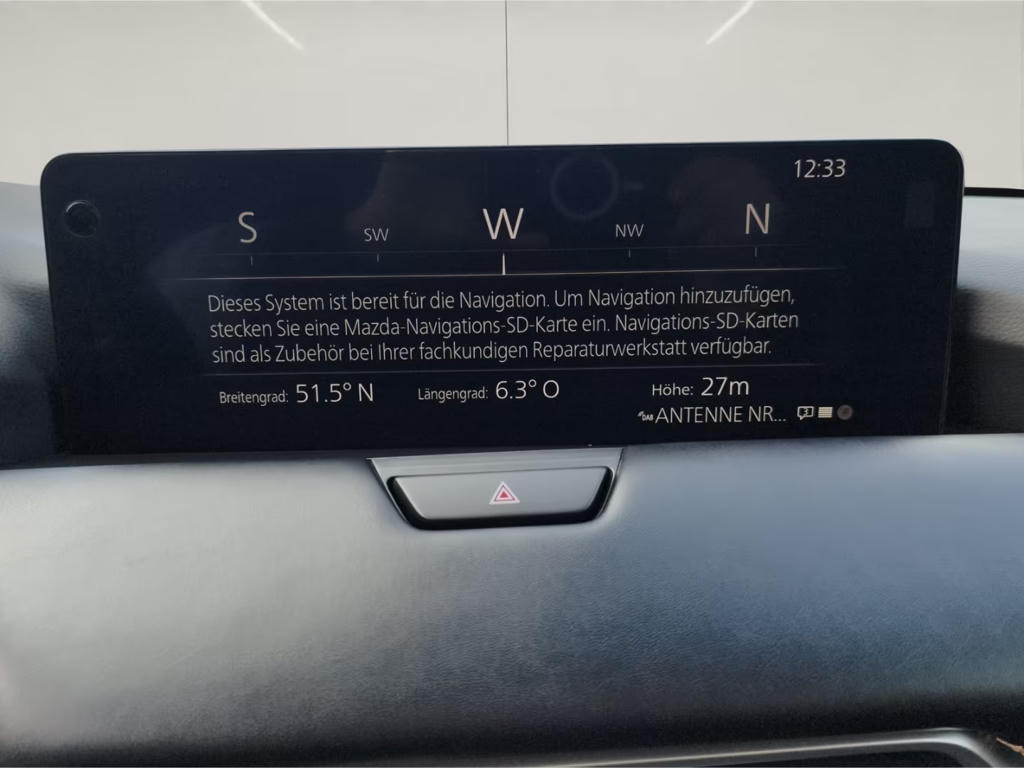 12:33
S SW W NW N
Dieses System ist bereit für die Navigation. Um Navigation hinzuzufügen,
stecken Sie eine Mazda-Navigations-SD-Karte ein. Navigations-SD-Karten
sind als Zubehör bei Ihrer fachkundigen Reparaturwerkstatt verfügbar.
Breitengrad: 51.5° N Längengrad: 6.3° O Höhe: 27m
DAB ANTENNE NR... 3